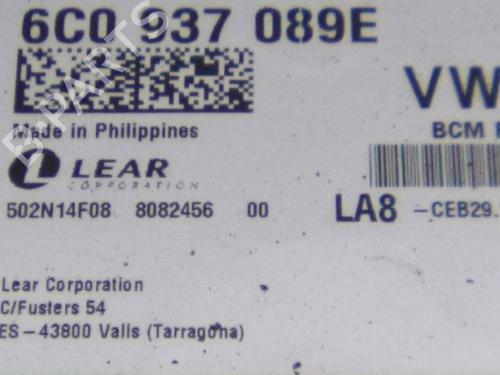 6C0 937 089E
VW
BCM
Made in Philippines
LEAR
CORPORATION
502N14F08 8082456 00
LA8 -CEB29.
Lear Corporation
C/Fusters 54
ES-43800 Valls (Tarragona)
B-PARTS